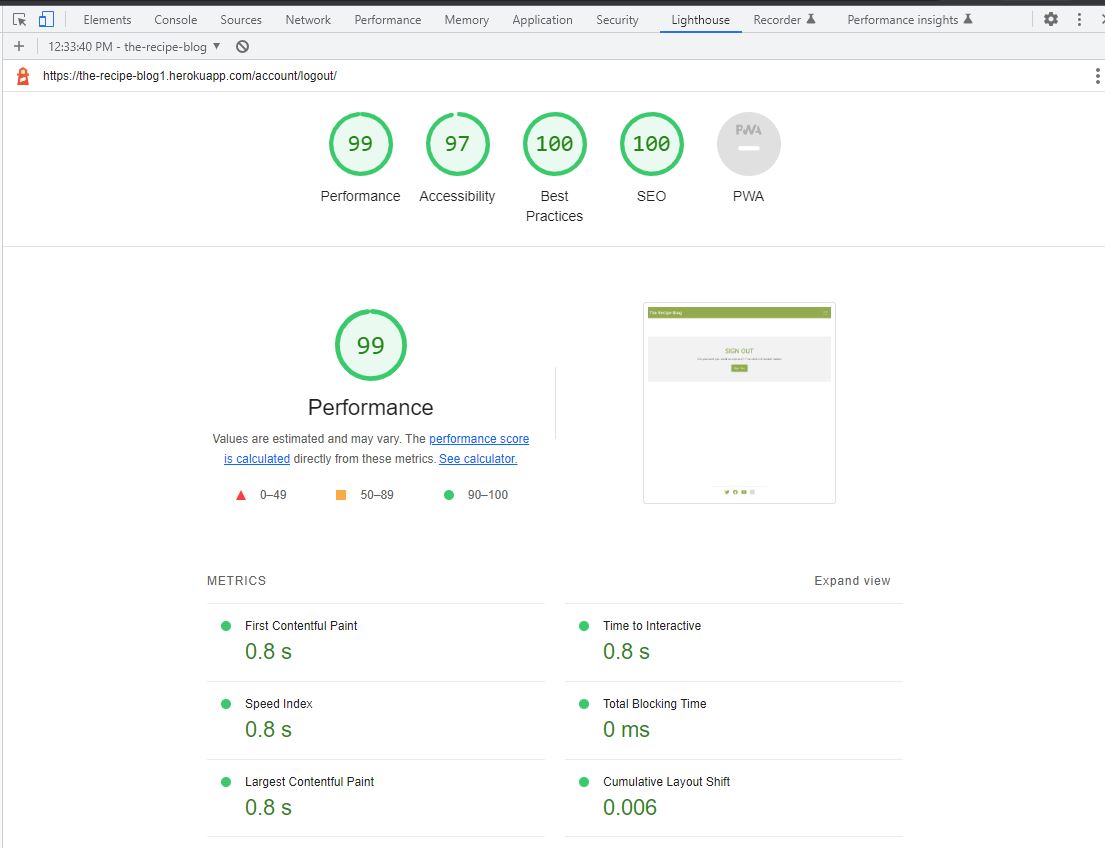 Elements Console Sources Network Performance Memory Application Security Lighthouse Recorder Performance insights
12:33:40 PM - the-recipe-blog
https://the-recipe-blog1.herokuapp.com/account/logout/
99 97 100 100 PWA
Performance Accessibility Best Practices SEO PWA
99
The Recipe Blog
SIGN OUT
Performance
Values are estimated and may vary. The performance score
is calculated directly from these metrics. See calculator.
0–49 50–89 90–100
METRICS Expand view
First Contentful Paint Time to Interactive
0.8 s 0.8 s
Speed Index Total Blocking Time
0.8 s 0 ms
Largest Contentful Paint Cumulative Layout Shift
0.8 s 0.006